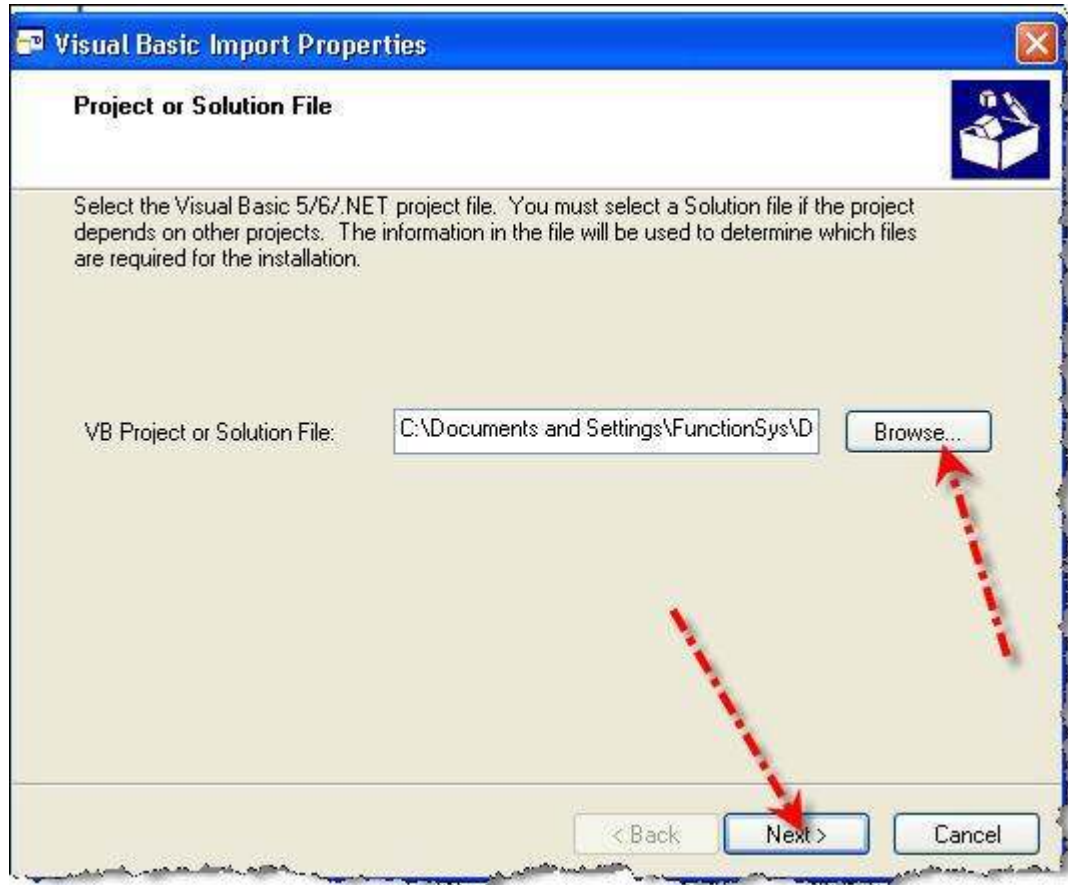 Visual Basic Import Properties
Project or Solution File
Select the Visual Basic 5/6/.NET project file.  You must select a Solution file if the project
depends on other projects.  The information in the file will be used to determine which files
are required for the installation.
VB Project or Solution File:
C:\Documents and Settings\FunctionSys\D
Browse...
< Back
Next >
Cancel